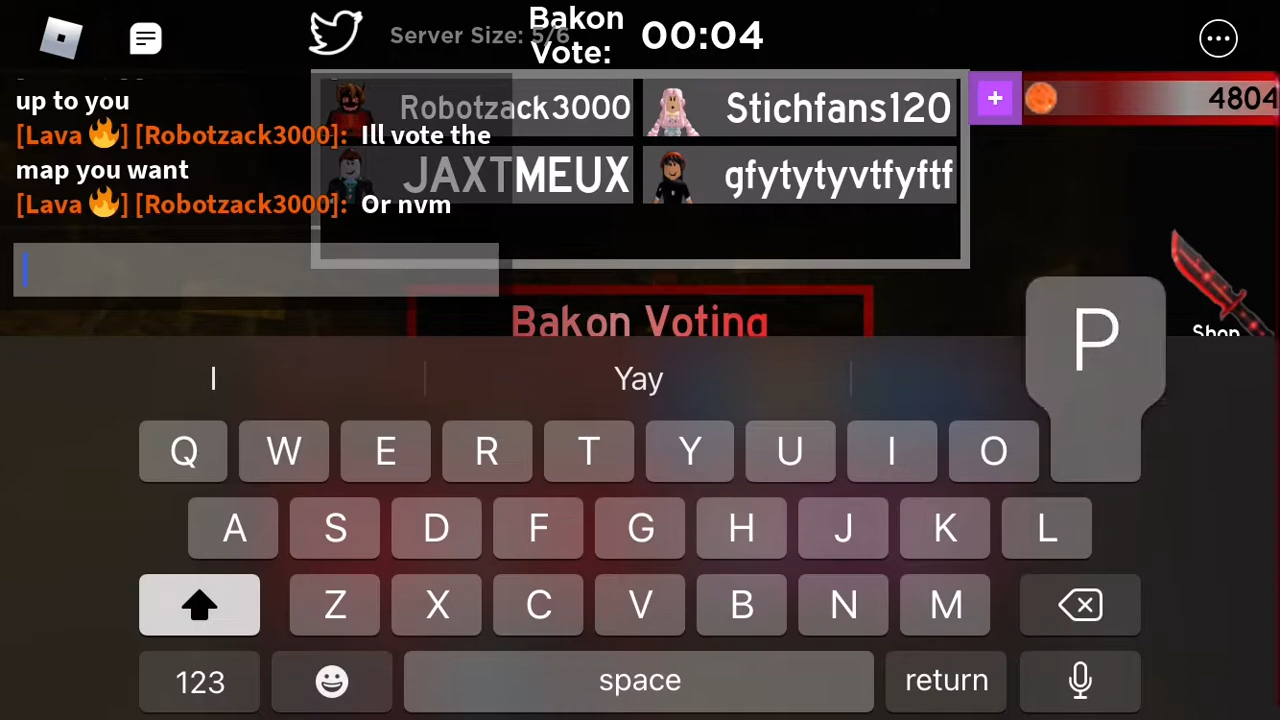 Bakon
Vote:
Server Size: 5/6
00:04
up to you
[Lava 🔥] [Robotzack3000]: Ill vote the
map you want
[Lava 🔥] [Robotzack3000]: Or nvm
Robotzack3000
Stichfans120
JAXTMEUX
gfytytyvtfyftf
+
4804
Bakon Voting
Shop
P
I
Yay
Q W E R T Y U I O
A S D F G H J K L
Z X C V B N M
123
space
return